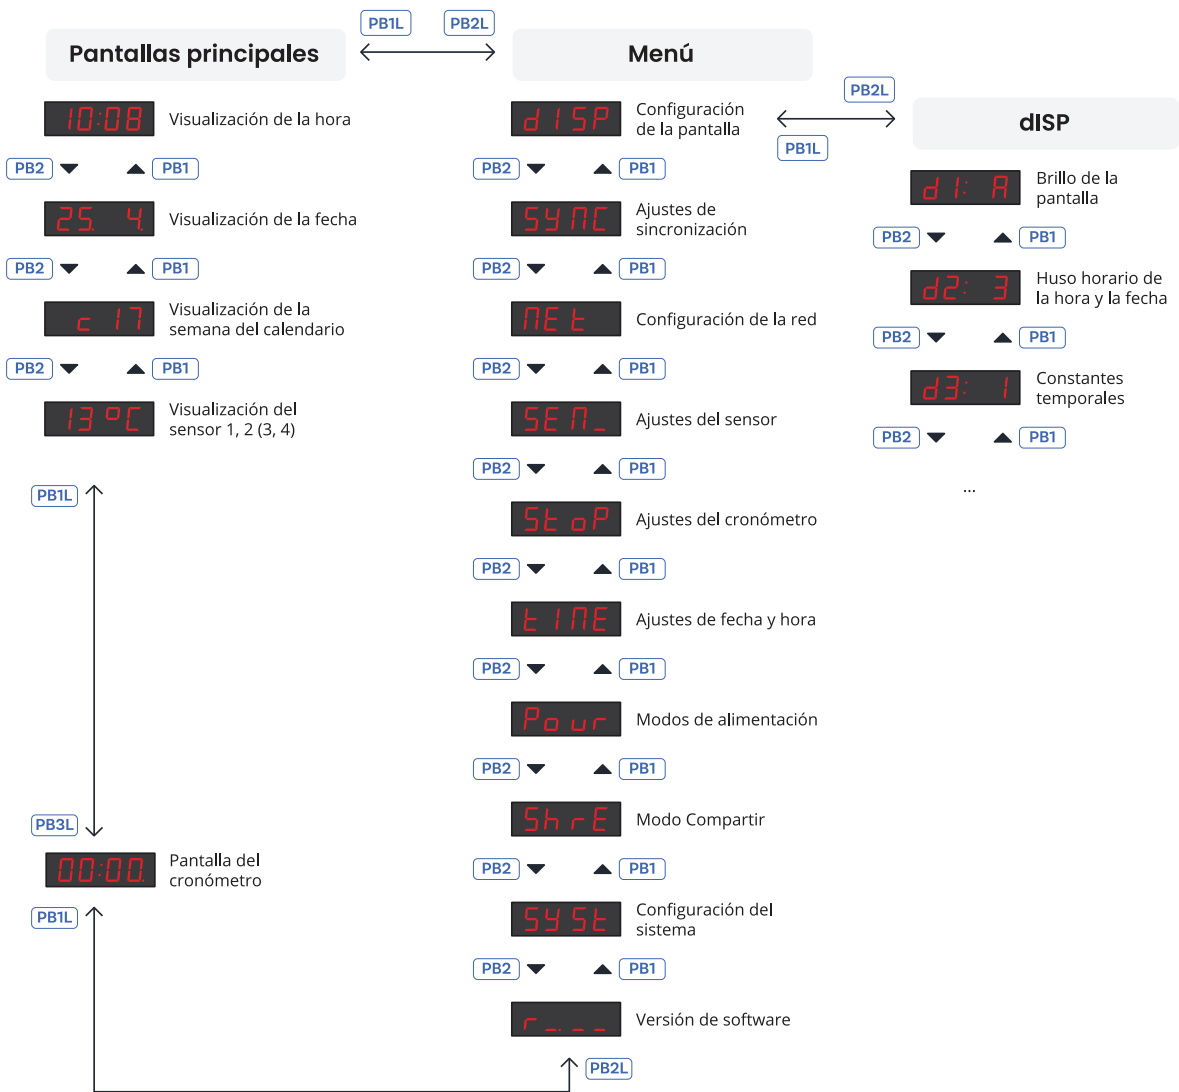 PB1L PB2L
Pantallas principales
Menú
10:08
Visualización de la hora
PB2 PB1
25. 4.
Visualización de la fecha
PB2 PB1
c 17
Visualización de la
semana del calendario
PB2 PB1
13 °C
Visualización del
sensor 1, 2 (3, 4)
PB1L
PB3L
00:00.
Pantalla del
cronómetro
PB1L
dISP
Configuración
de la pantalla
PB2 PB1
SYNC
Ajustes de
sincronización
PB2 PB1
NEt
Configuración de la red
PB2 PB1
SEN_
Ajustes del sensor
PB2 PB1
StoP
Ajustes del cronómetro
PB2 PB1
tIME
Ajustes de fecha y hora
PB2 PB1
Pour
Modos de alimentación
PB2 PB1
ShrE
Modo Compartir
PB2 PB1
SYSt
Configuración del
sistema
PB2 PB1
r _._ _
Versión de software
PB2L
PB2L
PB1L
dISP
d1: A
Brillo de la
pantalla
PB2 PB1
d2: 3
Huso horario de
la hora y la fecha
PB2 PB1
d3: 1
Constantes
temporales
PB2 PB1
...